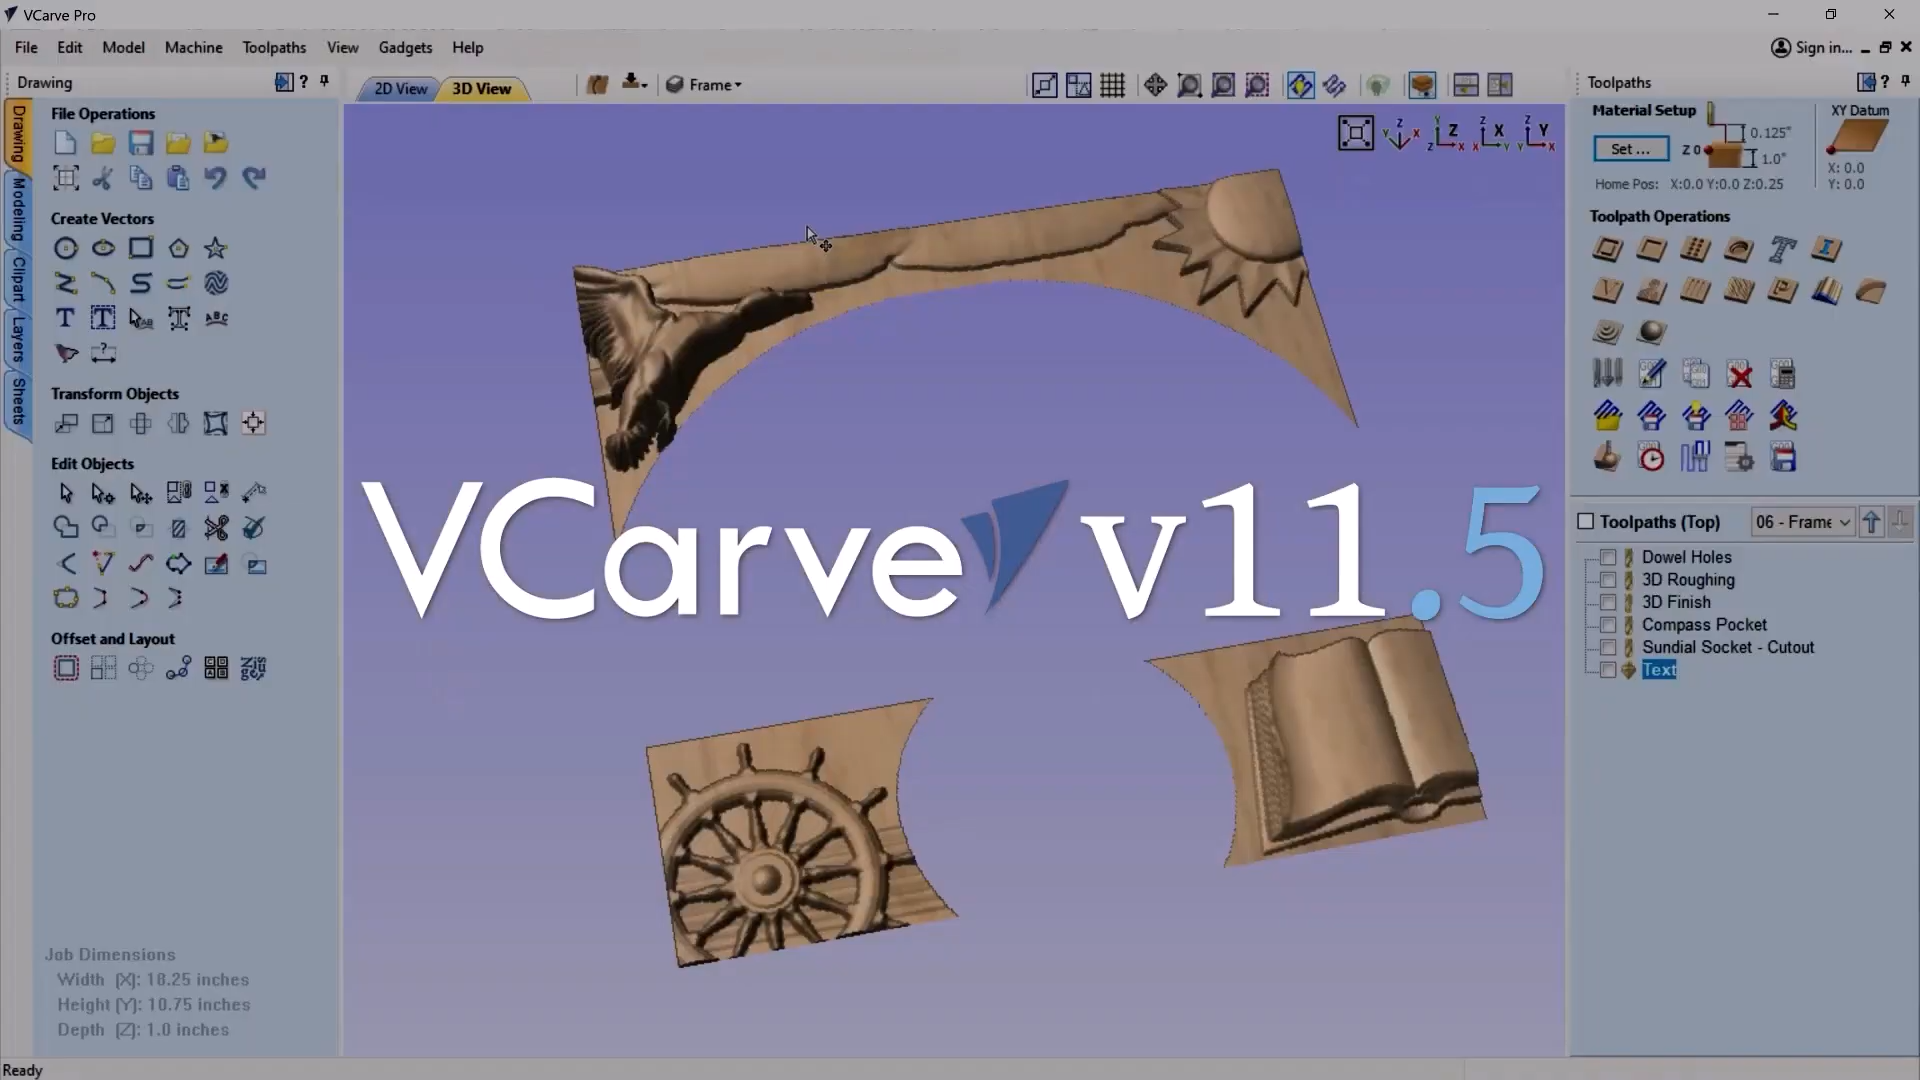 VCarve Pro
File Edit Model Machine Toolpaths View Gadgets Help
Sign in...
Drawing
2D View 3D View
Frame
Toolpaths
Drawing
Modeling
Clipart
Layers
Sheets
File Operations
Create Vectors
Transform Objects
Edit Objects
Offset and Layout
Job Dimensions
Width (X): 18.25 inches
Height (Y): 10.75 inches
Depth (Z): 1.0 inches
Ready
VCarve v11.5
Material Setup
Set ...
Z 0
0.125"
1.0"
XY Datum
X: 0.0
Y: 0.0
Home Pos: X:0.0 Y:0.0 Z:0.25
Toolpath Operations
Toolpaths (Top)
06 - Frame
Dowel Holes
3D Roughing
3D Finish
Compass Pocket
Sundial Socket - Cutout
Text